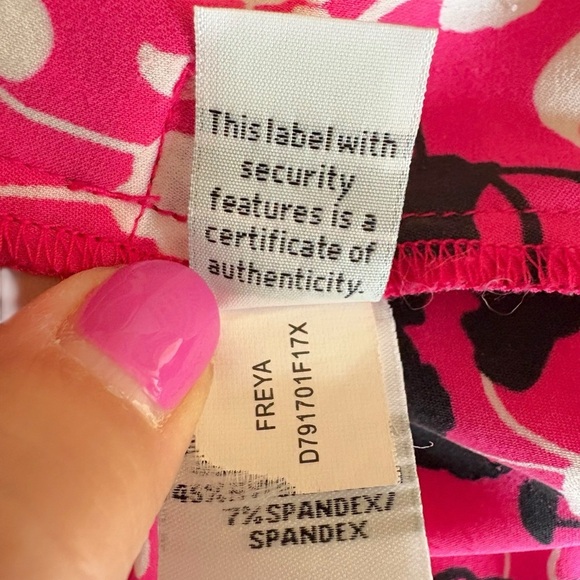 This label with
security
features is a
certificate of
authenticity.
FREYA
D791701F17X
7% SPANDEX/
SPANDEX